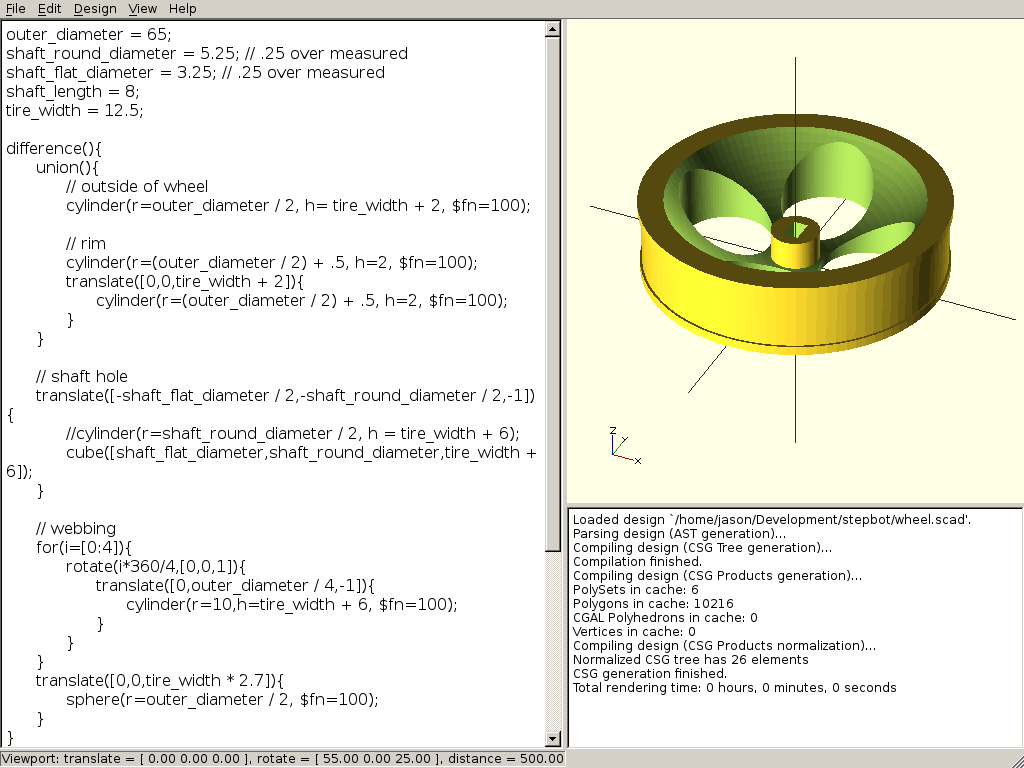 File Edit Design View Help
outer_diameter = 65;
shaft_round_diameter = 5.25; // .25 over measured
shaft_flat_diameter = 3.25; // .25 over measured
shaft_length = 8;
tire_width = 12.5;
difference(){
union(){
// outside of wheel
cylinder(r=outer_diameter / 2, h= tire_width + 2, $fn=100);
// rim
cylinder(r=(outer_diameter / 2) + .5, h=2, $fn=100);
translate([0,0,tire_width + 2]){
cylinder(r=(outer_diameter / 2) + .5, h=2, $fn=100);
}
}
// shaft hole
translate([-shaft_flat_diameter / 2,-shaft_round_diameter / 2,-1])
{
//cylinder(r=shaft_round_diameter / 2, h = tire_width + 6);
cube([shaft_flat_diameter,shaft_round_diameter,tire_width +
6]);
}
// webbing
for(i=[0:4]){
rotate(i*360/4,[0,0,1]){
translate([0,outer_diameter / 4,-1]){
cylinder(r=10,h=tire_width + 6, $fn=100);
}
}
}
translate([0,0,tire_width * 2.7]){
sphere(r=outer_diameter / 2, $fn=100);
}
}
Z
Y
X
Loaded design `/home/jason/Development/stepbot/wheel.scad'.
Parsing design (AST generation)...
Compiling design (CSG Tree generation)...
Compilation finished.
Compiling design (CSG Products generation)...
PolySets in cache: 6
Polygons in cache: 10216
CGAL Polyhedrons in cache: 0
Vertices in cache: 0
Compiling design (CSG Products normalization)...
Normalized CSG tree has 26 elements
CSG generation finished.
Total rendering time: 0 hours, 0 minutes, 0 seconds
Viewport: translate = [ 0.00 0.00 0.00 ], rotate = [ 55.00 0.00 25.00 ], distance = 500.00